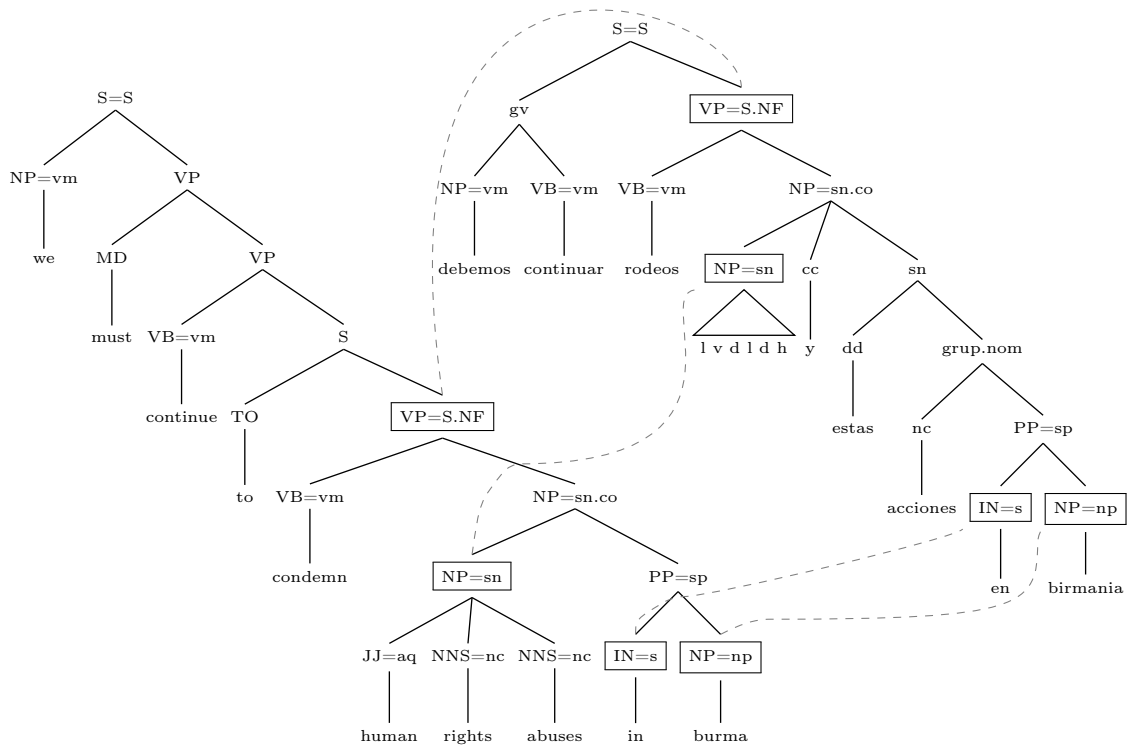 S=S
S=S
gv
VP=S.NF
NP=vm
VP
NP=vm
VB=vm
VB=vm
NP=sn.co
we
MD
VP
debemos
continuar
rodeos
NP=sn
cc
sn
must
VB=vm
S
l v d l d h
y
dd
grup.nom
continue
TO
VP=S.NF
estas
nc
PP=sp
to
VB=vm
NP=sn.co
acciones
IN=s
NP=np
condemn
NP=sn
PP=sp
en
birmania
JJ=aq
NNS=nc
NNS=nc
IN=s
NP=np
human
rights
abuses
in
burma